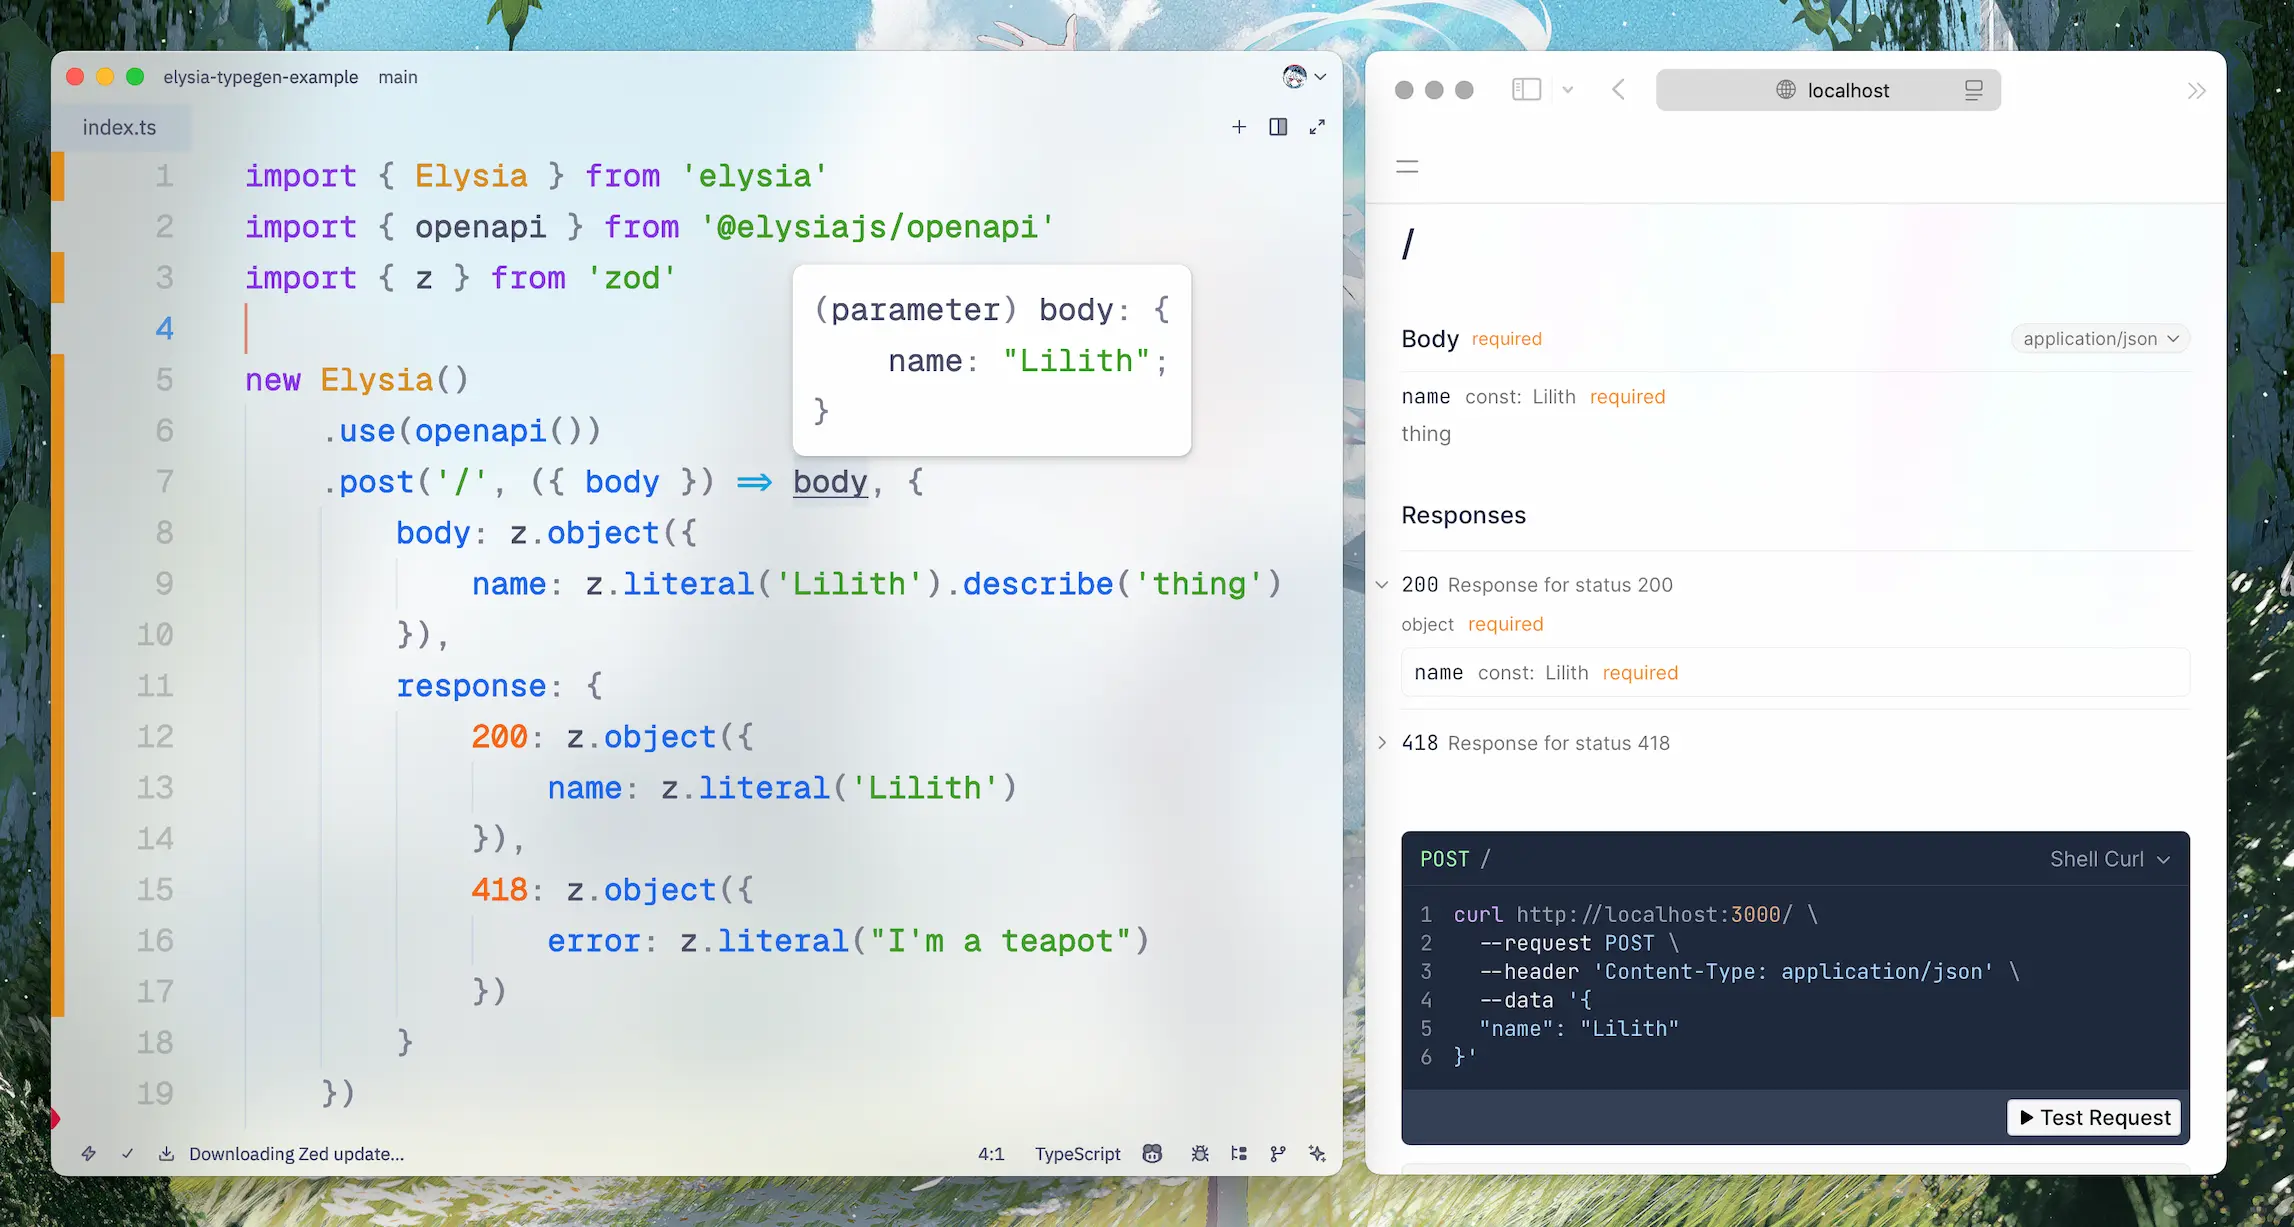 elysia-typegen-example main
index.ts
1 import { Elysia } from 'elysia'
2 import { openapi } from '@elysiajs/openapi'
3 import { z } from 'zod'
4
5 new Elysia()
6 .use(openapi())
7 .post('/', ({ body }) => body, {
8 body: z.object({
9 name: z.literal('Lilith').describe('thing')
10 }),
11 response: {
12 200: z.object({
13 name: z.literal('Lilith')
14 }),
15 418: z.object({
16 error: z.literal("I'm a teapot")
17 })
18 }
19 })
(parameter) body: {
name: "Lilith";
}
Downloading Zed update... 4:1 TypeScript
localhost
/
Body required application/json
name const: Lilith required
thing
Responses
200 Response for status 200
object required
name const: Lilith required
418 Response for status 418
POST / Shell Curl
1 curl http://localhost:3000/ \
2 --request POST \
3 --header 'Content-Type: application/json' \
4 --data '{
5 "name": "Lilith"
6 }'
Test Request